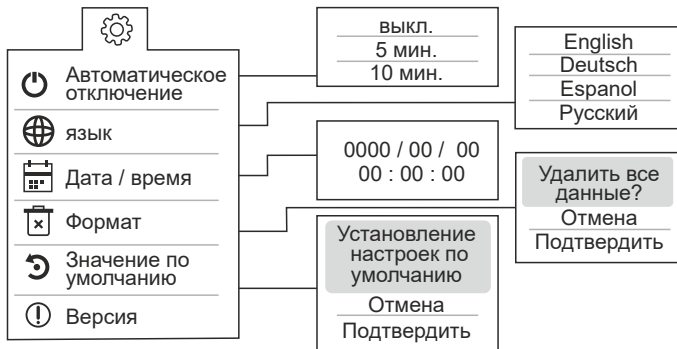 Автоматическое
отключение
язык
Дата / время
Формат
Значение по
умолчанию
Версия
выкл.
5 мин.
10 мин.
English
Deutsch
Espanol
Русский
0000 / 00 / 00
00 : 00 : 00
Удалить все
данные?
Отмена
Подтвердить
Установление
настроек по
умолчанию
Отмена
Подтвердить